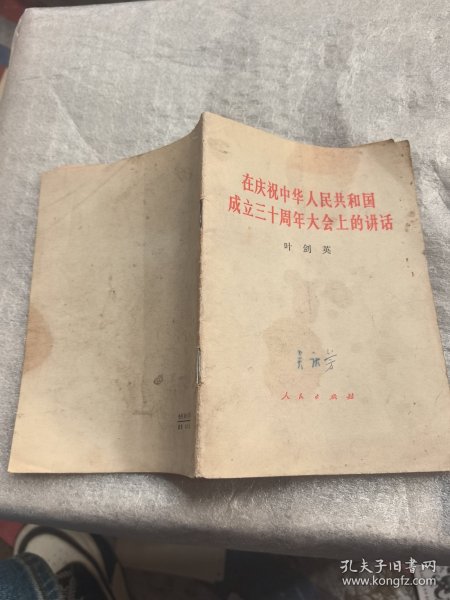 在庆祝中华人民共和国
成立三十周年大会上的讲话
叶剑英
人民出版社
孔夫子旧书网
www.kongfz.com